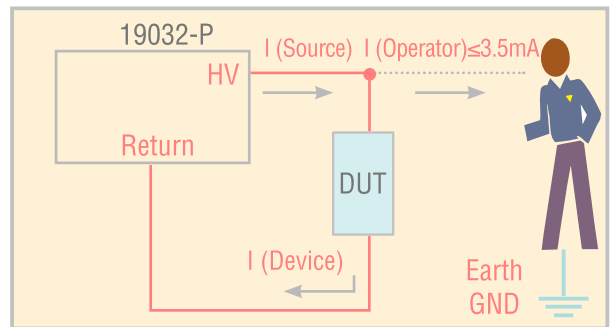 19032-P
I (Source) I (Operator)≤3.5mA
HV
Return
DUT
I (Device)
Earth
GND